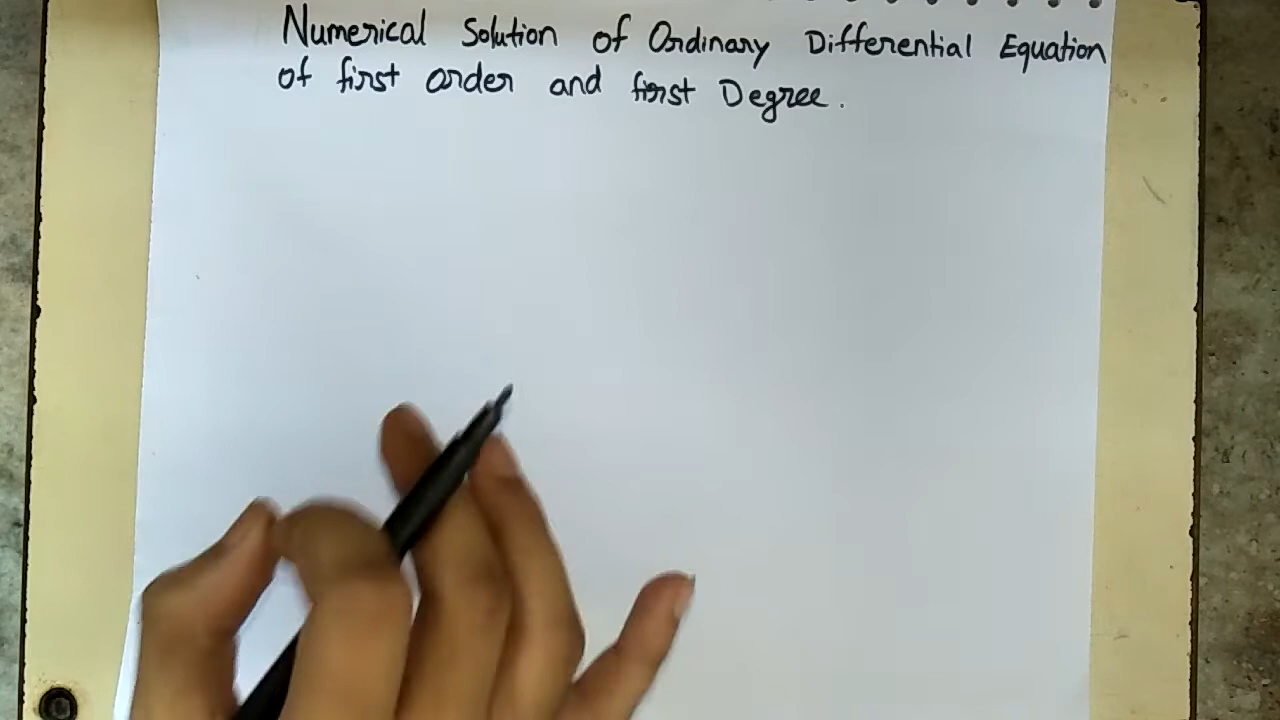 Numerical Solution of Ordinary Differential Equation
of first order and first Degree.